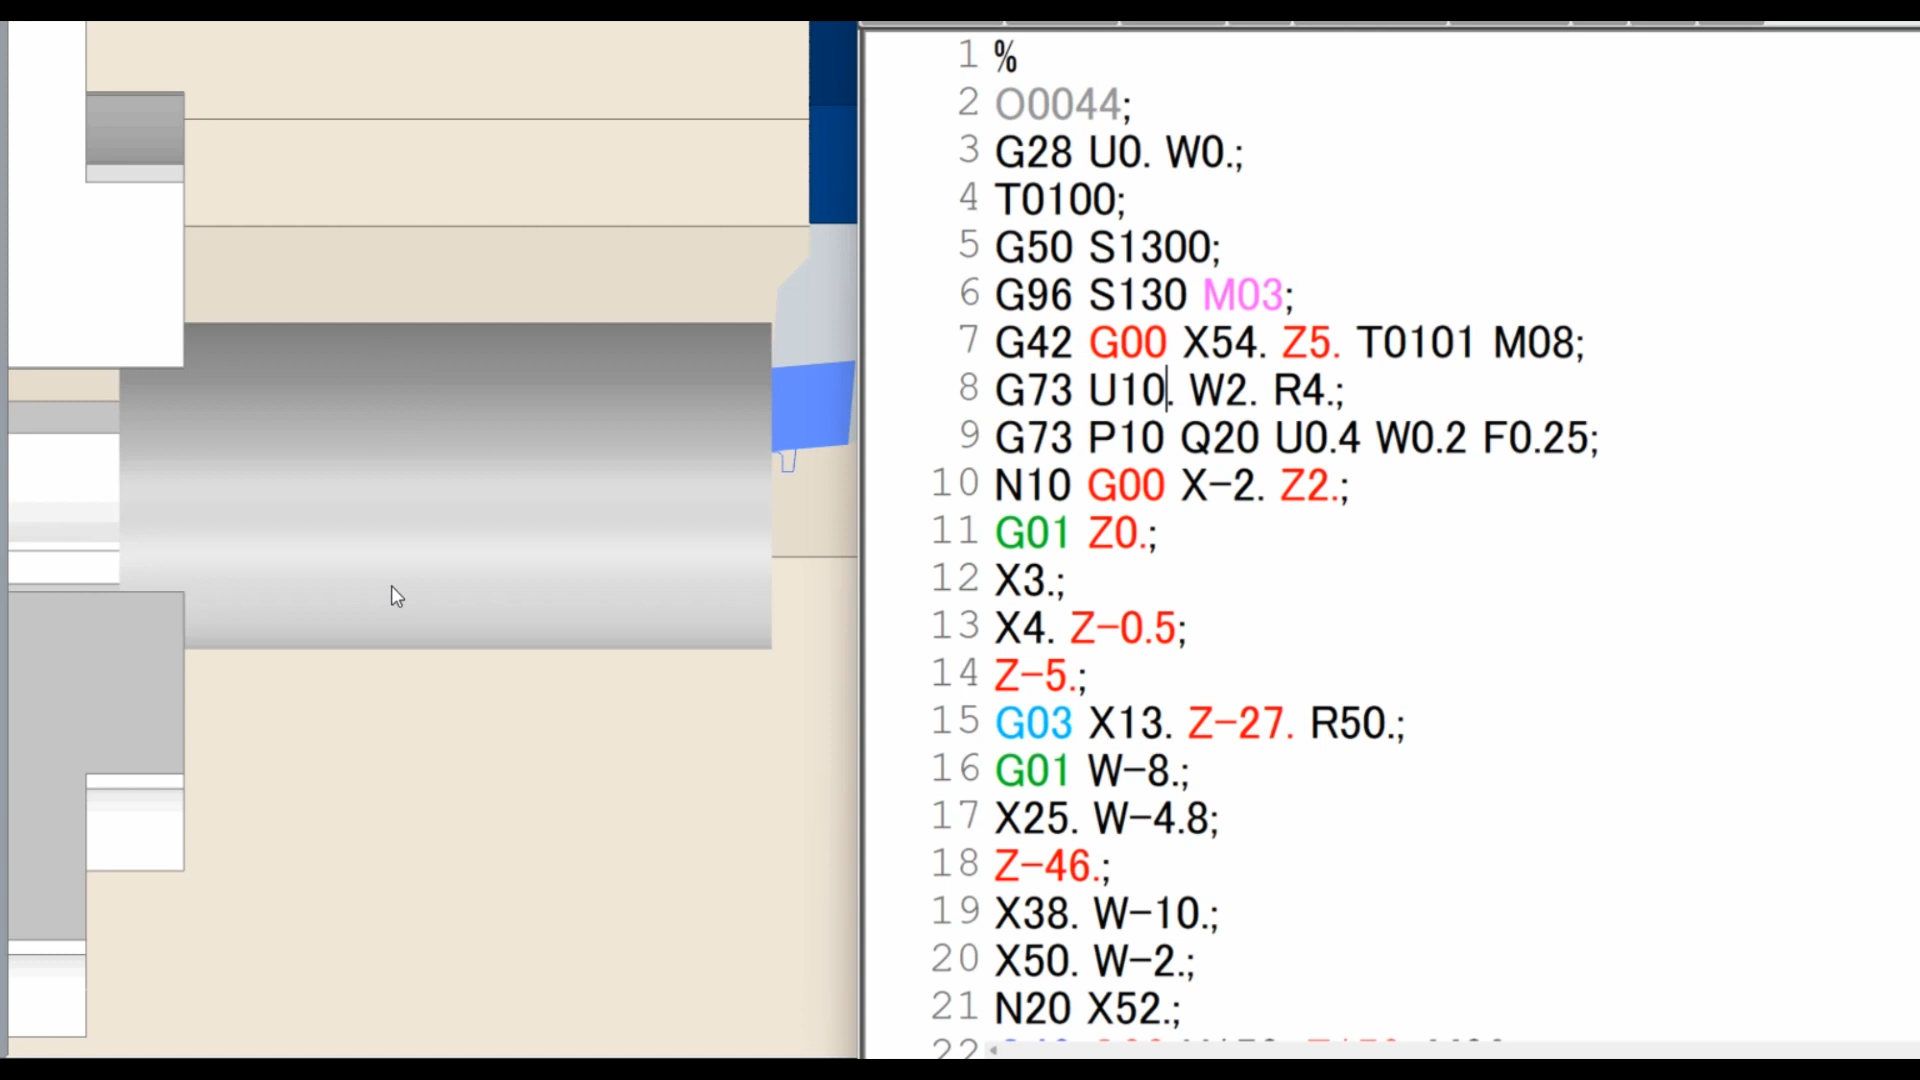 1 %
2 O0044;
3 G28 U0. W0.;
4 T0100;
5 G50 S1300;
6 G96 S130 M03;
7 G42 G00 X54. Z5. T0101 M08;
8 G73 U10. W2. R4.;
9 G73 P10 Q20 U0.4 W0.2 F0.25;
10 N10 G00 X-2. Z2.;
11 G01 Z0.;
12 X3.;
13 X4. Z-0.5;
14 Z-5.;
15 G03 X13. Z-27. R50.;
16 G01 W-8.;
17 X25. W-4.8;
18 Z-46.;
19 X38. W-10.;
20 X50. W-2.;
21 N20 X52.;
22